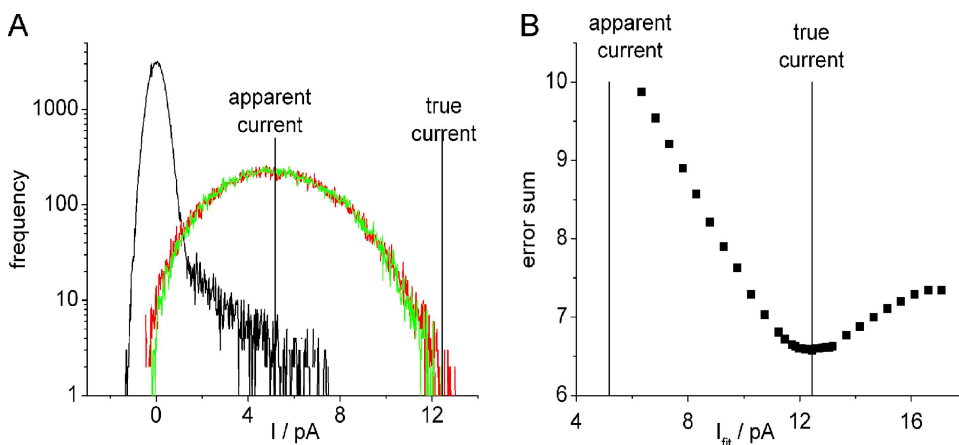 A
apparent
current
true
current
frequency
1000
100
10
1
0
4
8
12
I / pA
B
apparent
current
true
current
error sum
10
9
8
7
6
4
8
12
16
I_fit / pA